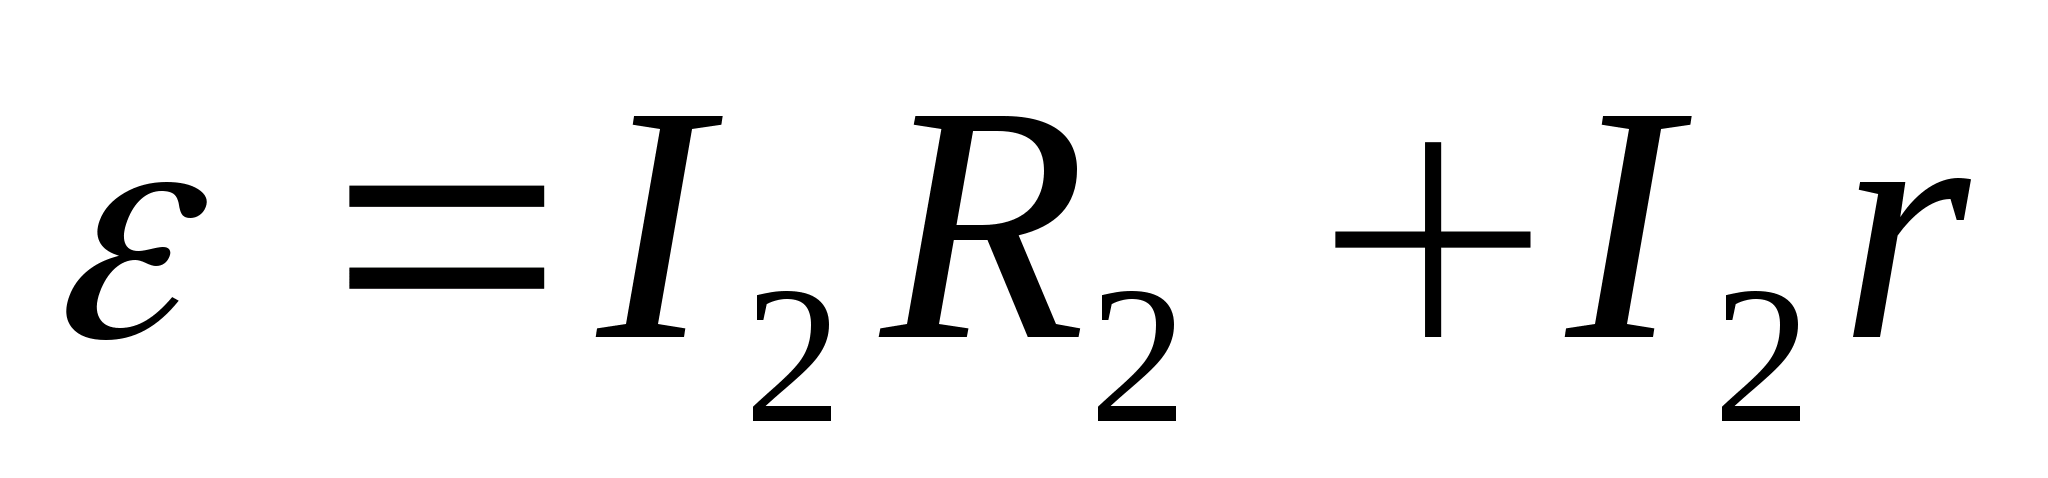 ε = I₂R₂ + I₂r